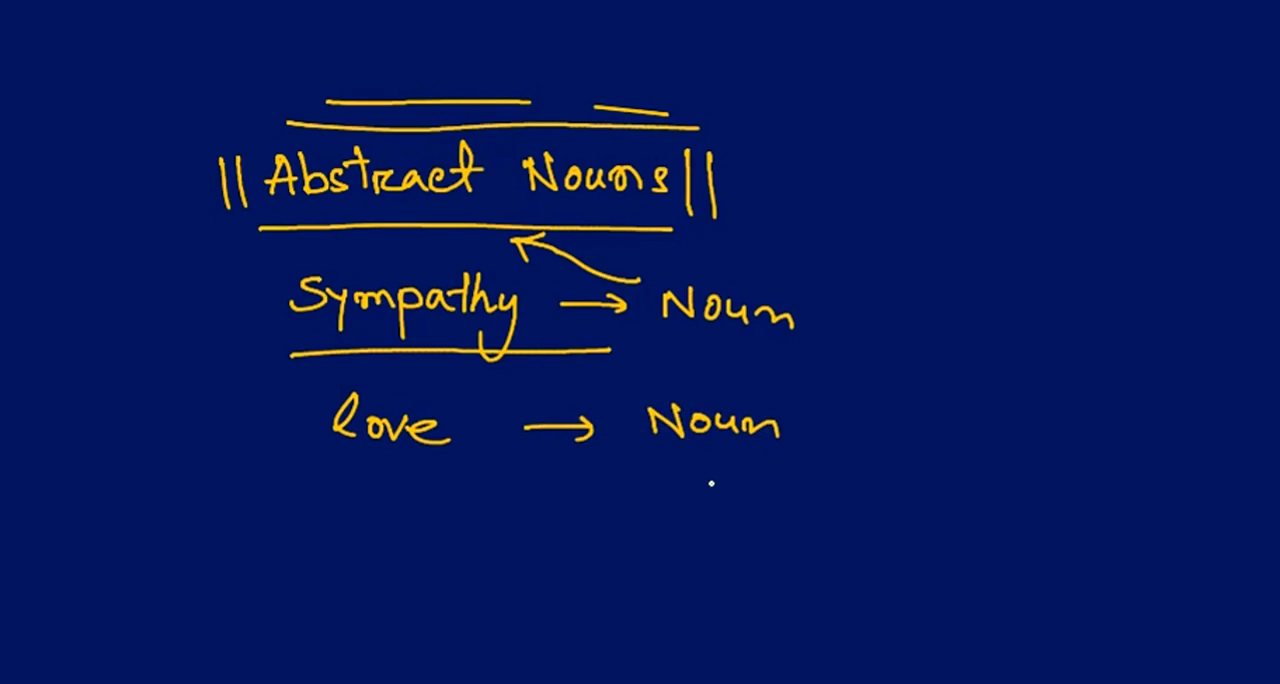 || Abstract Nouns ||
Sympathy → Noun
love → Noun